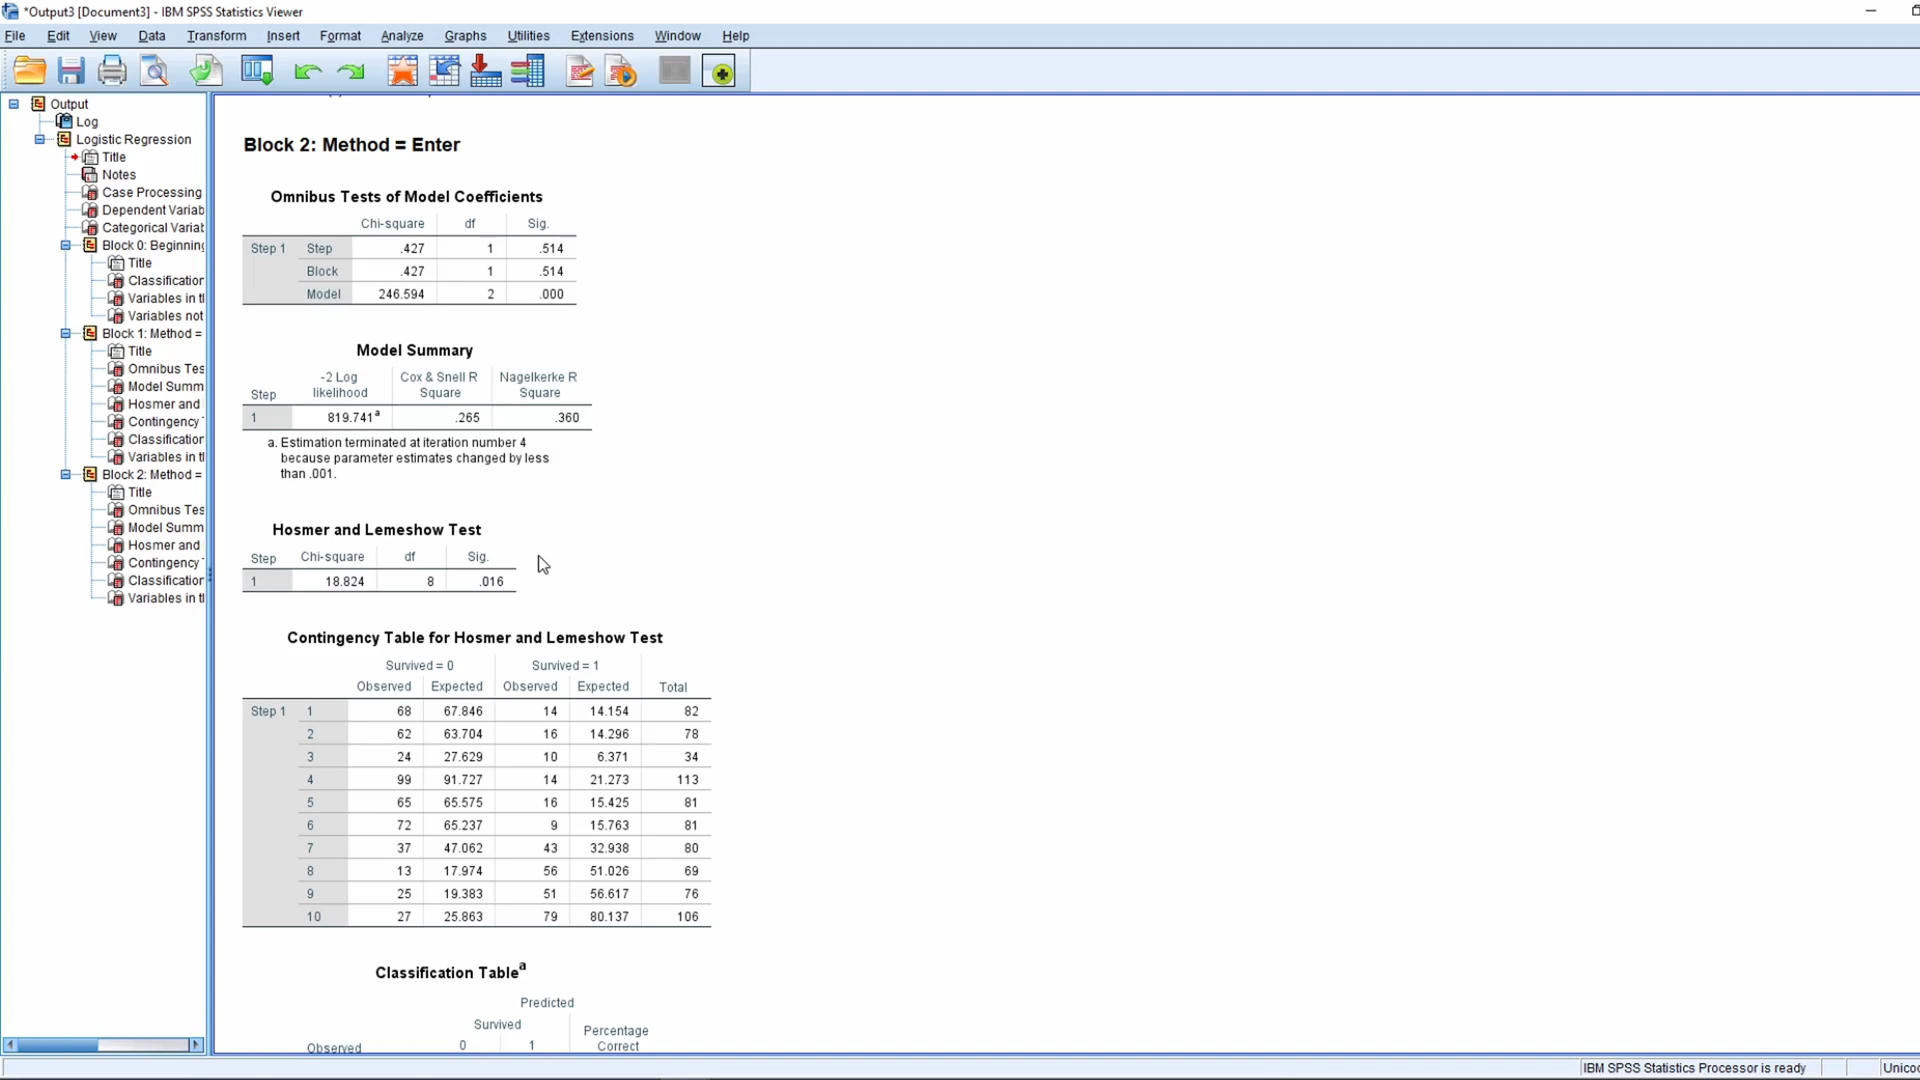 *Output3 [Document3] - IBM SPSS Statistics Viewer
File Edit View Data Transform Insert Format Analyze Graphs Utilities Extensions Window Help
Output
Log
Logistic Regression
Title
Notes
Case Processing
Dependent Variab
Categorical Variat
Block 0: Beginning
Title
Classification
Variables in tl
Variables not
Block 1: Method =
Title
Omnibus Tes
Model Summ
Hosmer and
Contingency
Classification
Variables in tl
Block 2: Method =
Title
Omnibus Tes
Model Summ
Hosmer and
Contingency
Classification
Variables in tl
Block 2: Method = Enter
Omnibus Tests of Model Coefficients
Chi-square df Sig.
Step 1 Step .427 1 .514
Block .427 1 .514
Model 246.594 2 .000
Model Summary
Step -2 Log likelihood Cox & Snell R Square Nagelkerke R Square
1 819.741a .265 .360
a. Estimation terminated at iteration number 4
because parameter estimates changed by less
than .001.
Hosmer and Lemeshow Test
Step Chi-square df Sig.
1 18.824 8 .016
Contingency Table for Hosmer and Lemeshow Test
Survived = 0 Survived = 1
Observed Expected Observed Expected Total
Step 1 1 68 67.846 14 14.154 82
2 62 63.704 16 14.296 78
3 24 27.629 10 6.371 34
4 99 91.727 14 21.273 113
5 65 65.575 16 15.425 81
6 72 65.237 9 15.763 81
7 37 47.062 43 32.938 80
8 13 17.974 56 51.026 69
9 25 19.383 51 56.617 76
10 27 25.863 79 80.137 106
Classification Tablea
Predicted
Survived Percentage
Observed 0 1 Correct
IBM SPSS Statistics Processor is ready Unicod